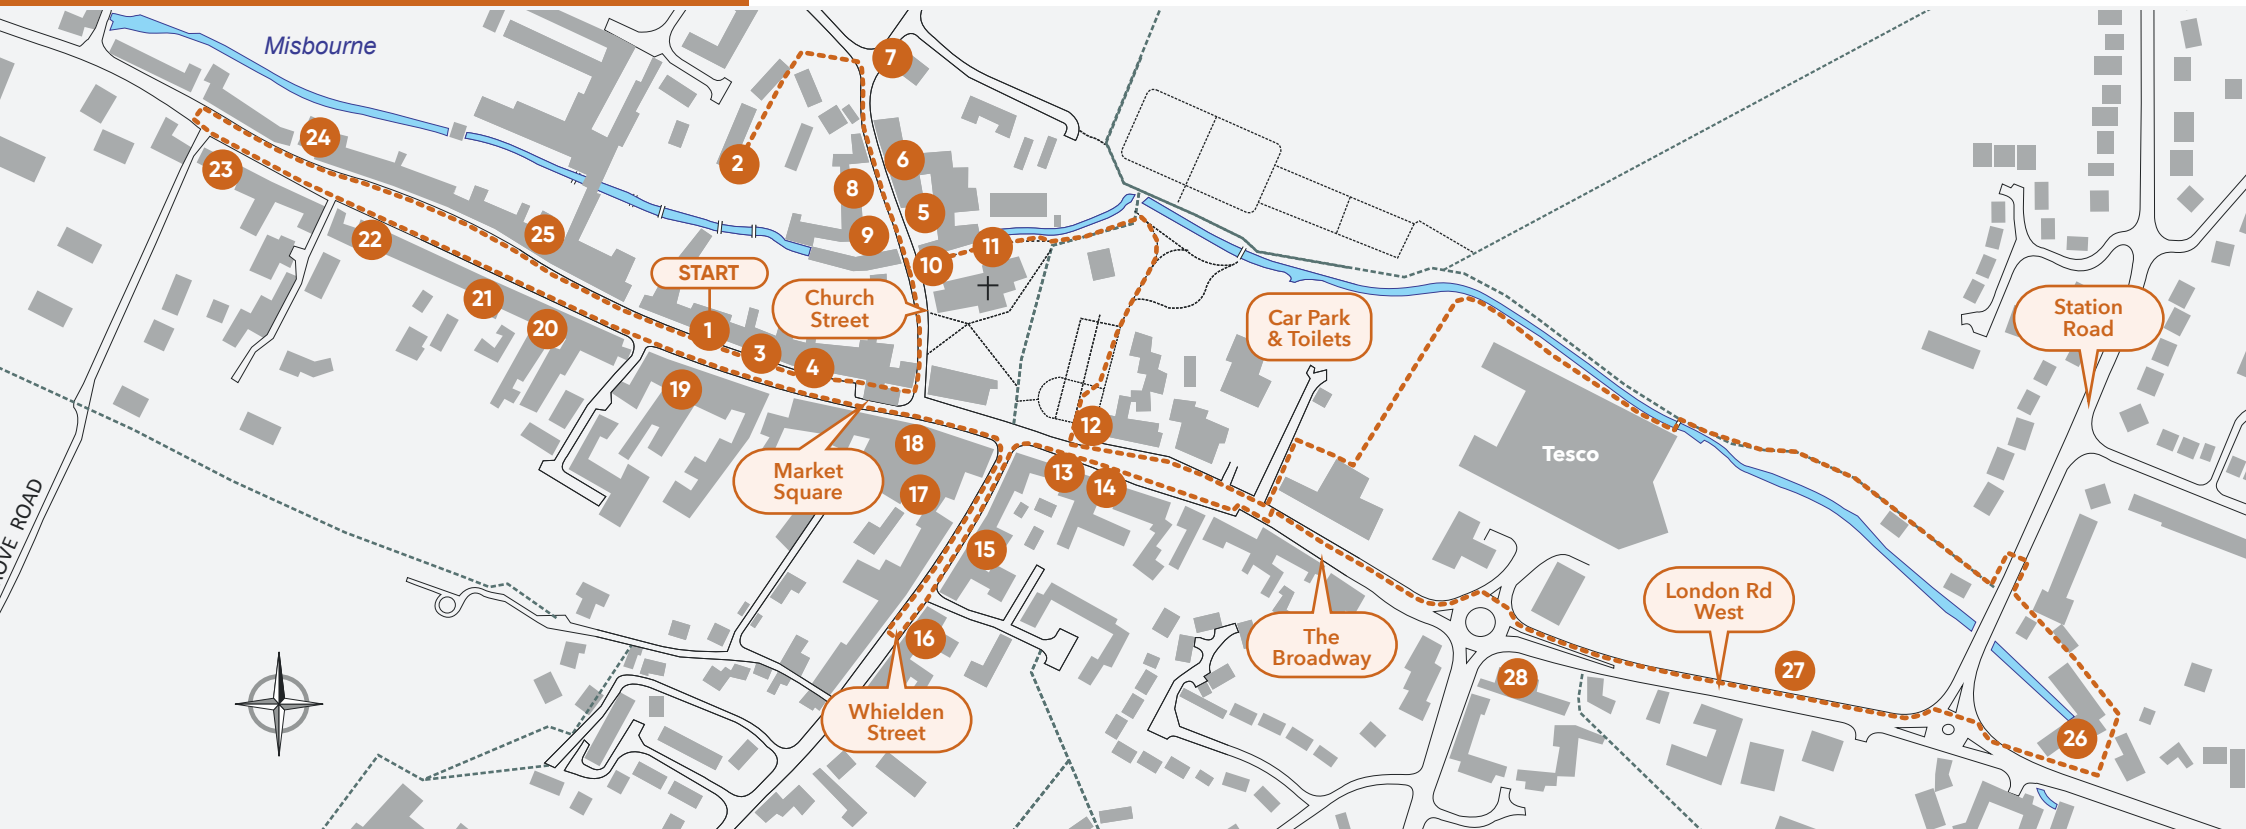 Misbourne
7
24
2
6
23
8
5
25
9
22
11
10
START
21
Church
Street
Car Park
& Toilets
Station
Road
20
1
3
4
19
12
18
Tesco
13
Market
Square
14
17
OVE ROAD
15
London Rd
West
16
The
Broadway
27
28
Whielden
Street
26